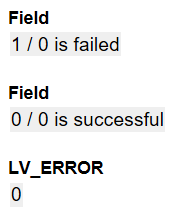 Field
1 / 0 is failed
Field
0 / 0 is successful
LV_ERROR
0